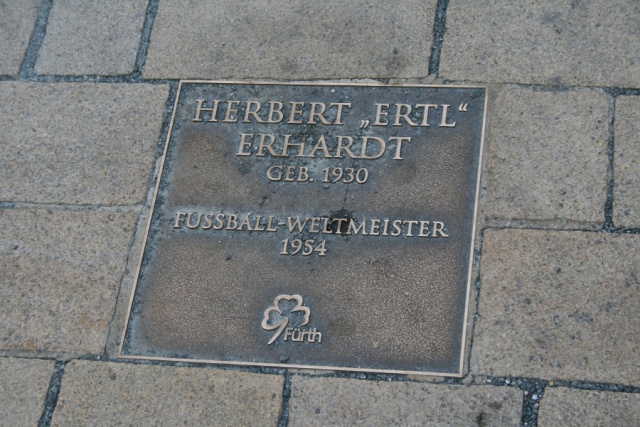 HERBERT „ERTL“
ERHARDT
GEB. 1930
FUSSBALL-WELTMEISTER
1954
Fürth